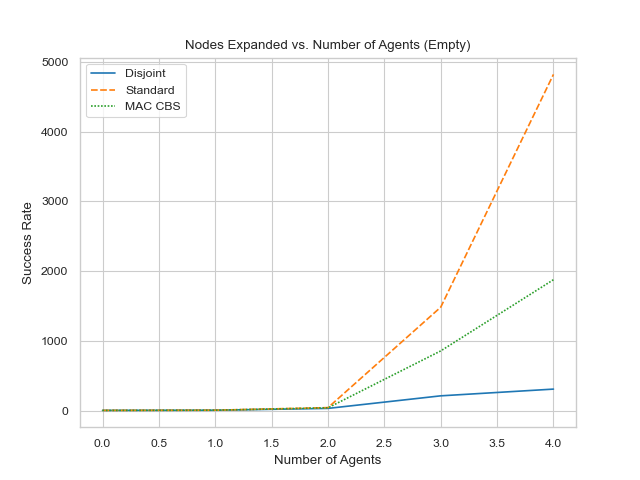 Nodes Expanded vs. Number of Agents (Empty)
Disjoint
Standard
MAC CBS
5000
4000
3000
2000
1000
0
Success Rate
0.0 0.5 1.0 1.5 2.0 2.5 3.0 3.5 4.0
Number of Agents